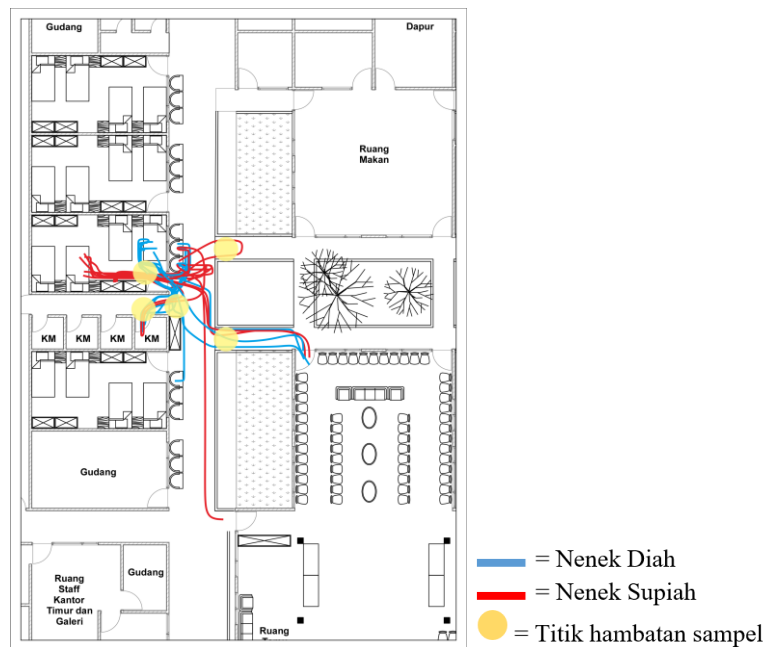 Gudang
Dapur
Ruang
Makan
KM
KM
KM
KM
Gudang
Ruang
Staff
Kantor
Timur dan
Galeri
Gudang
Ruang
= Nenek Diah
= Nenek Supiah
= Titik hambatan sampel